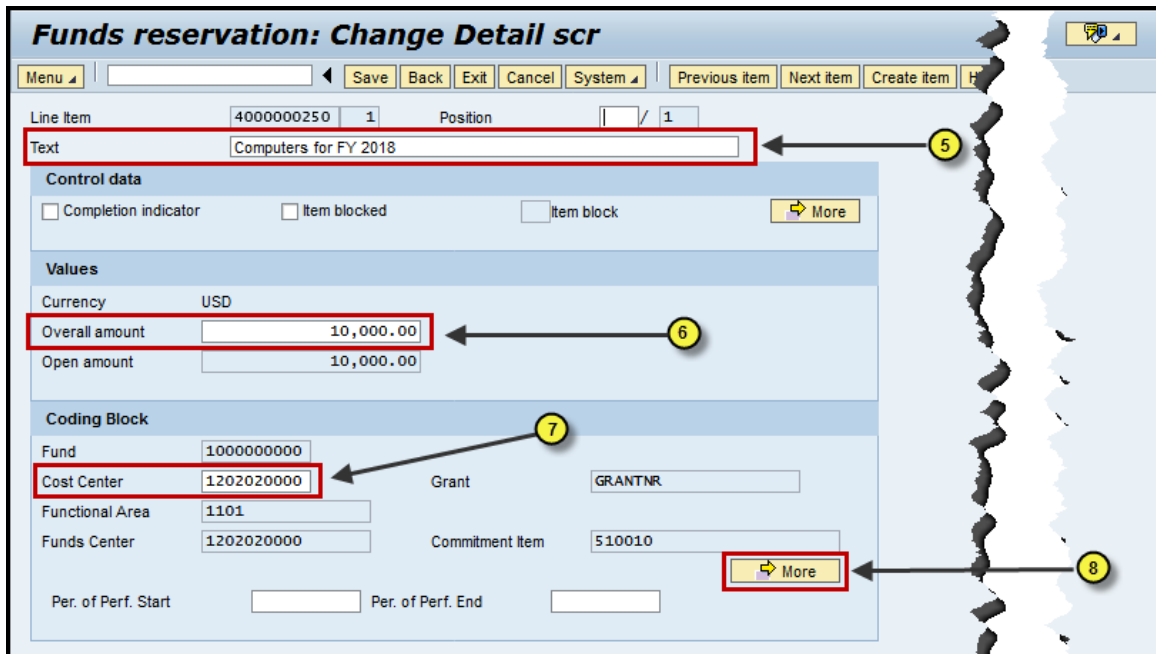 Funds reservation: Change Detail scr
Menu Save Back Exit Cancel System Previous item Next item Create item H
Line Item 4000000250 1 Position / 1
Text Computers for FY 2018 5
Control data
Completion indicator Item blocked Item block More
Values
Currency USD
Overall amount 10,000.00 6
Open amount 10,000.00
Coding Block 7
Fund 1000000000
Cost Center 1202020000 Grant GRANTNR
Functional Area 1101
Funds Center 1202020000 Commitment Item 510010
More 8
Per. of Perf. Start Per. of Perf. End